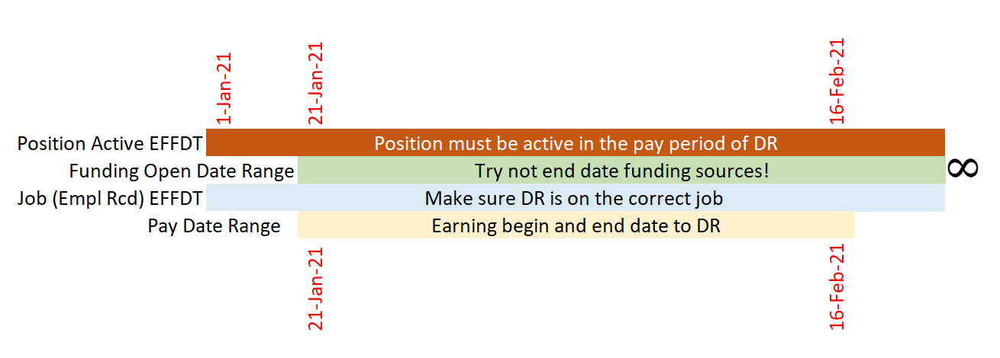 1-Jan-21
21-Jan-21
16-Feb-21
Position Active EFFDT
Position must be active in the pay period of DR
Funding Open Date Range
Try not end date funding sources!
∞
Job (Empl Rcd) EFFDT
Make sure DR is on the correct job
Pay Date Range
Earning begin and end date to DR
21-Jan-21
16-Feb-21